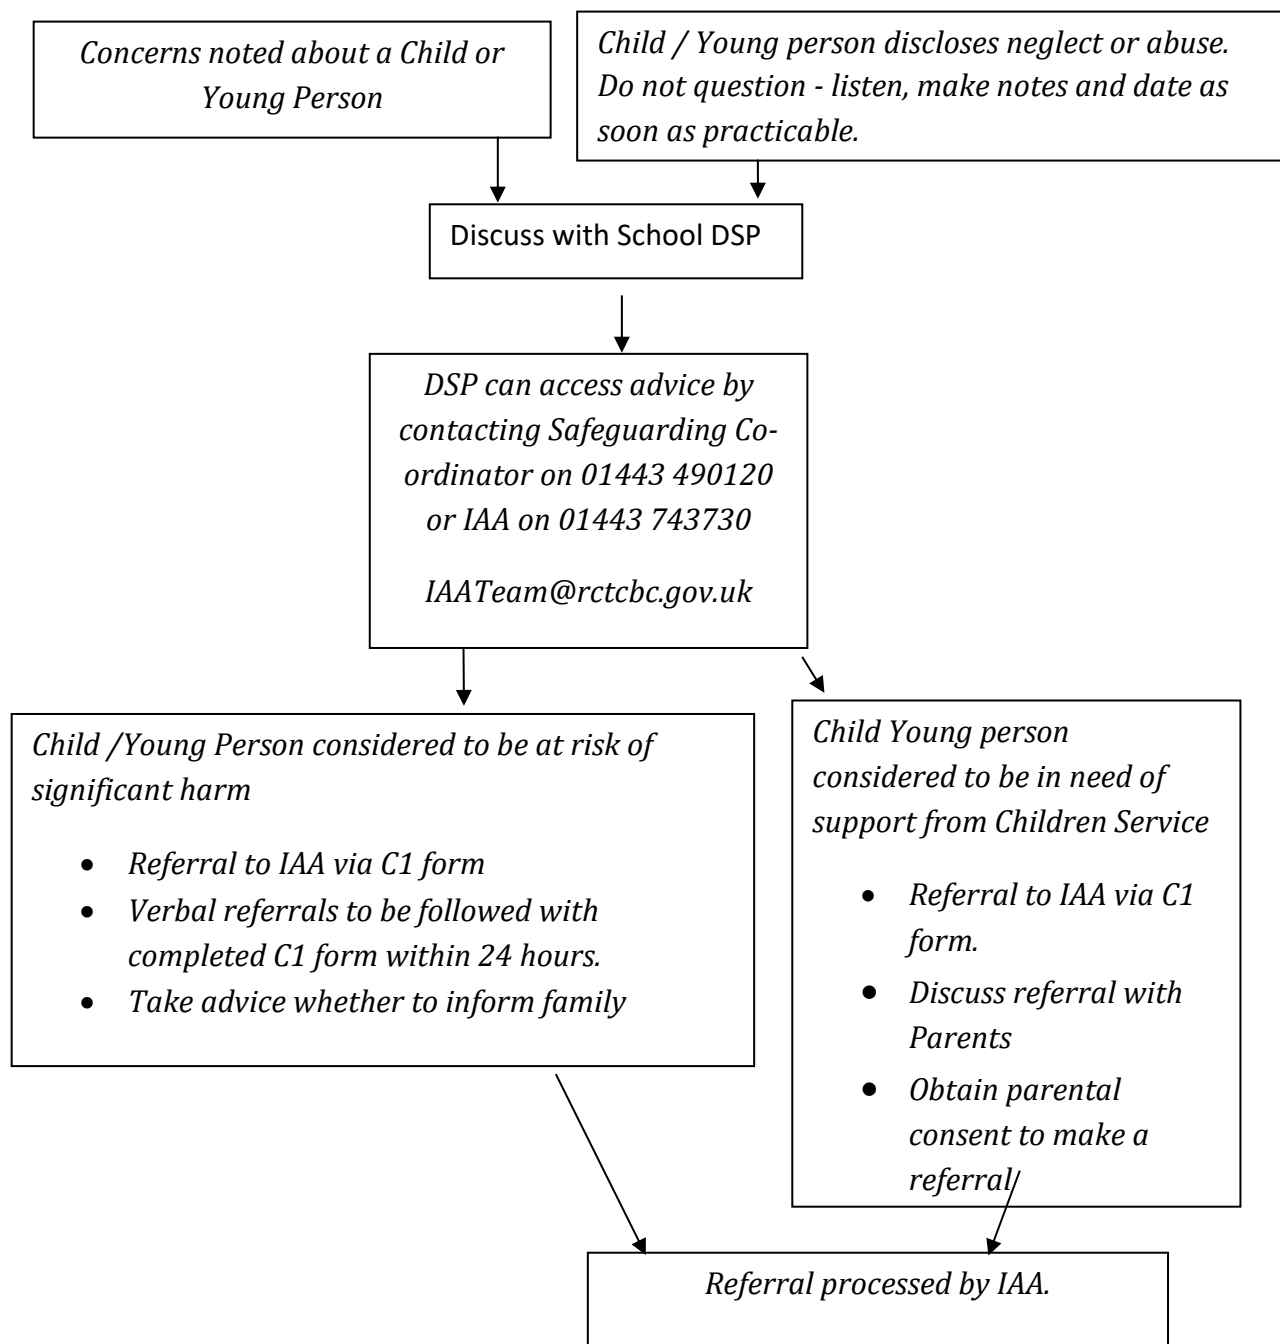 Concerns noted about a Child or
Young Person
Child / Young person discloses neglect or abuse.
Do not question - listen, make notes and date as
soon as practicable.
Discuss with School DSP
DSP can access advice by
contacting Safeguarding Co-
ordinator on 01443 490120
or IAA on 01443 743730
IAATeam@rctcbc.gov.uk
Child /Young Person considered to be at risk of
significant harm
• Referral to IAA via C1 form
• Verbal referrals to be followed with
completed C1 form within 24 hours.
• Take advice whether to inform family
Child Young person
considered to be in need of
support from Children Service
• Referral to IAA via C1
form.
• Discuss referral with
Parents
• Obtain parental
consent to make a
referral
Referral processed by IAA.